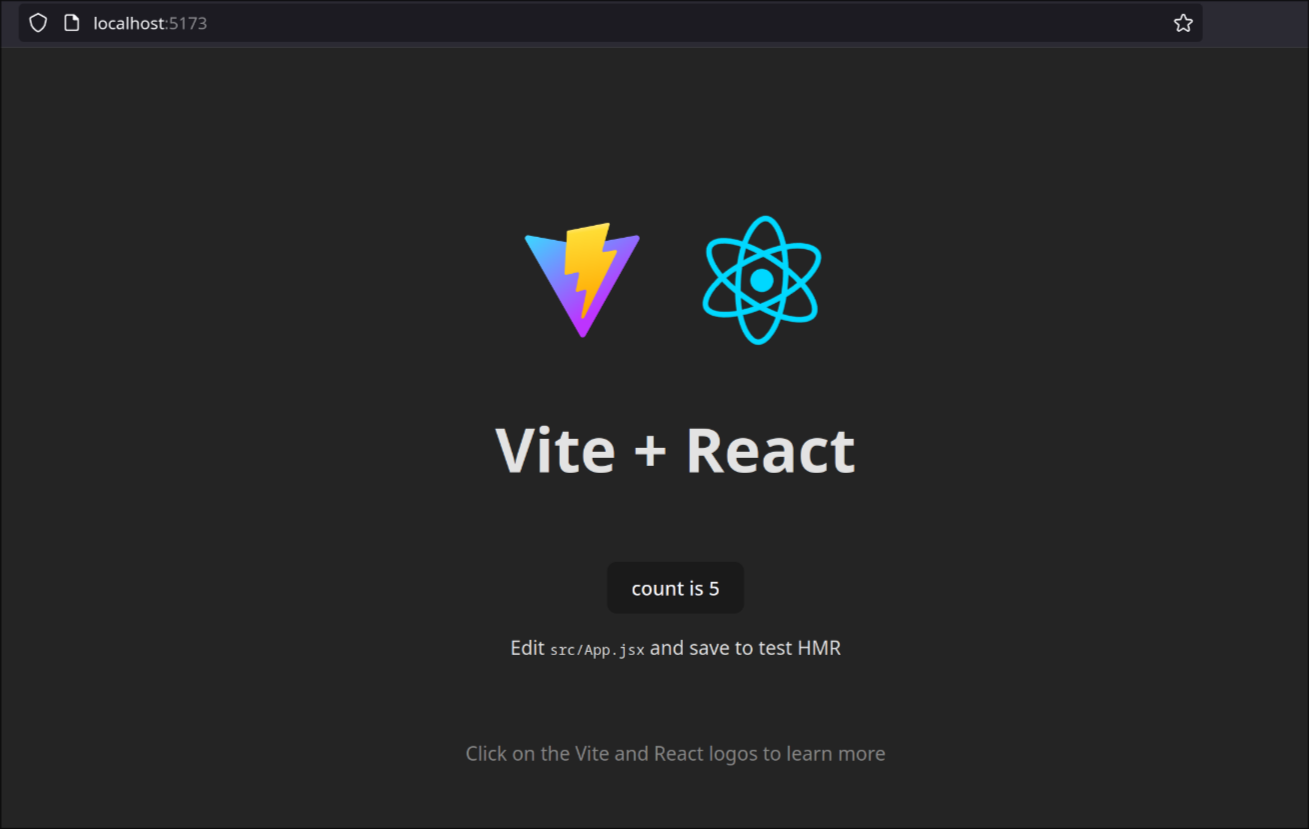 localhost:5173
Vite + React
count is 5
Edit src/App.jsx and save to test HMR
Click on the Vite and React logos to learn more